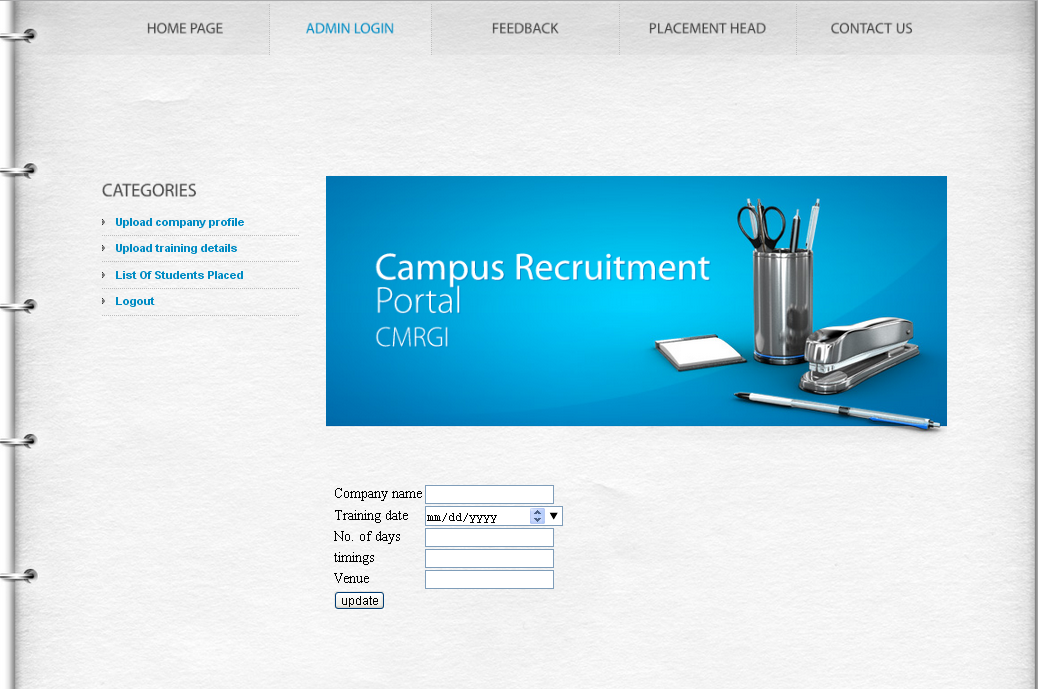 HOME PAGE
ADMIN LOGIN
FEEDBACK
PLACEMENT HEAD
CONTACT US
CATEGORIES
Upload company profile
Upload training details
List Of Students Placed
Logout
Campus Recruitment
Portal
CMRGI
Company name
Training date mm/dd/yyyy
No. of days
timings
Venue
update